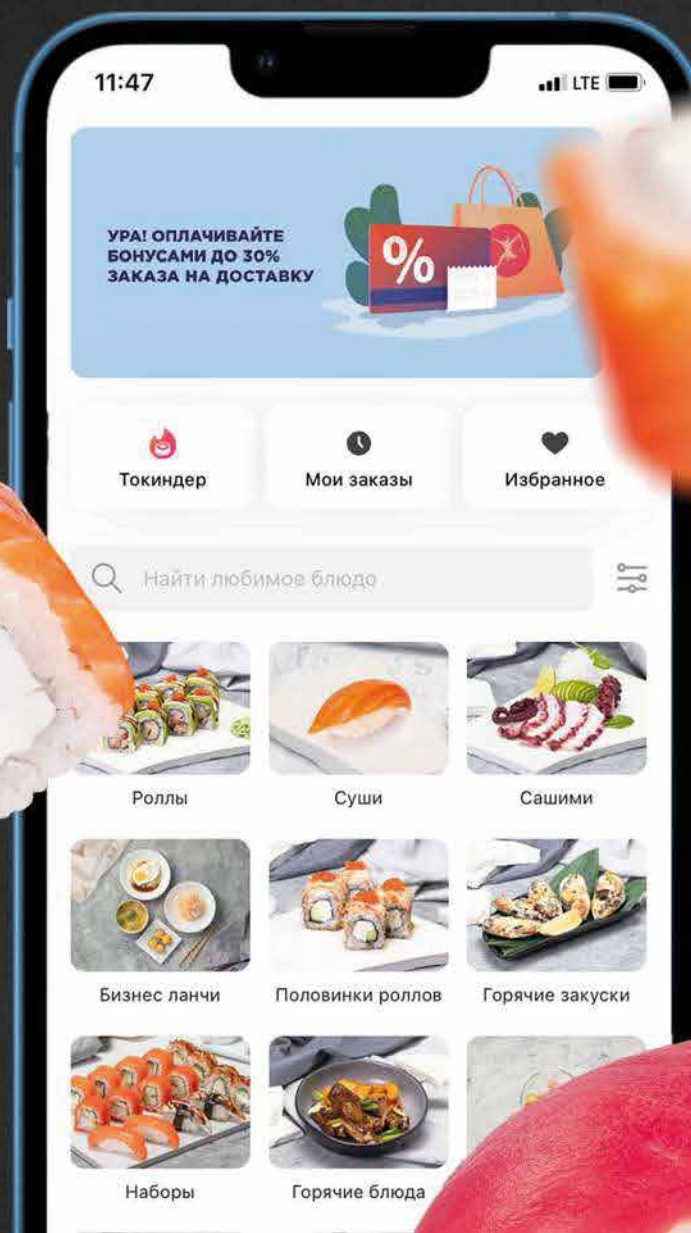 11:47
LTE
УРА! ОПЛАЧИВАЙТЕ
БОНУСАМИ ДО 30%
ЗАКАЗА НА ДОСТАВКУ
%
Токиндер
Мои заказы
Избранное
Найти любимое блюдо
Роллы
Суши
Сашими
Бизнес ланчи
Половинки роллов
Горячие закуски
Наборы
Горячие блюда